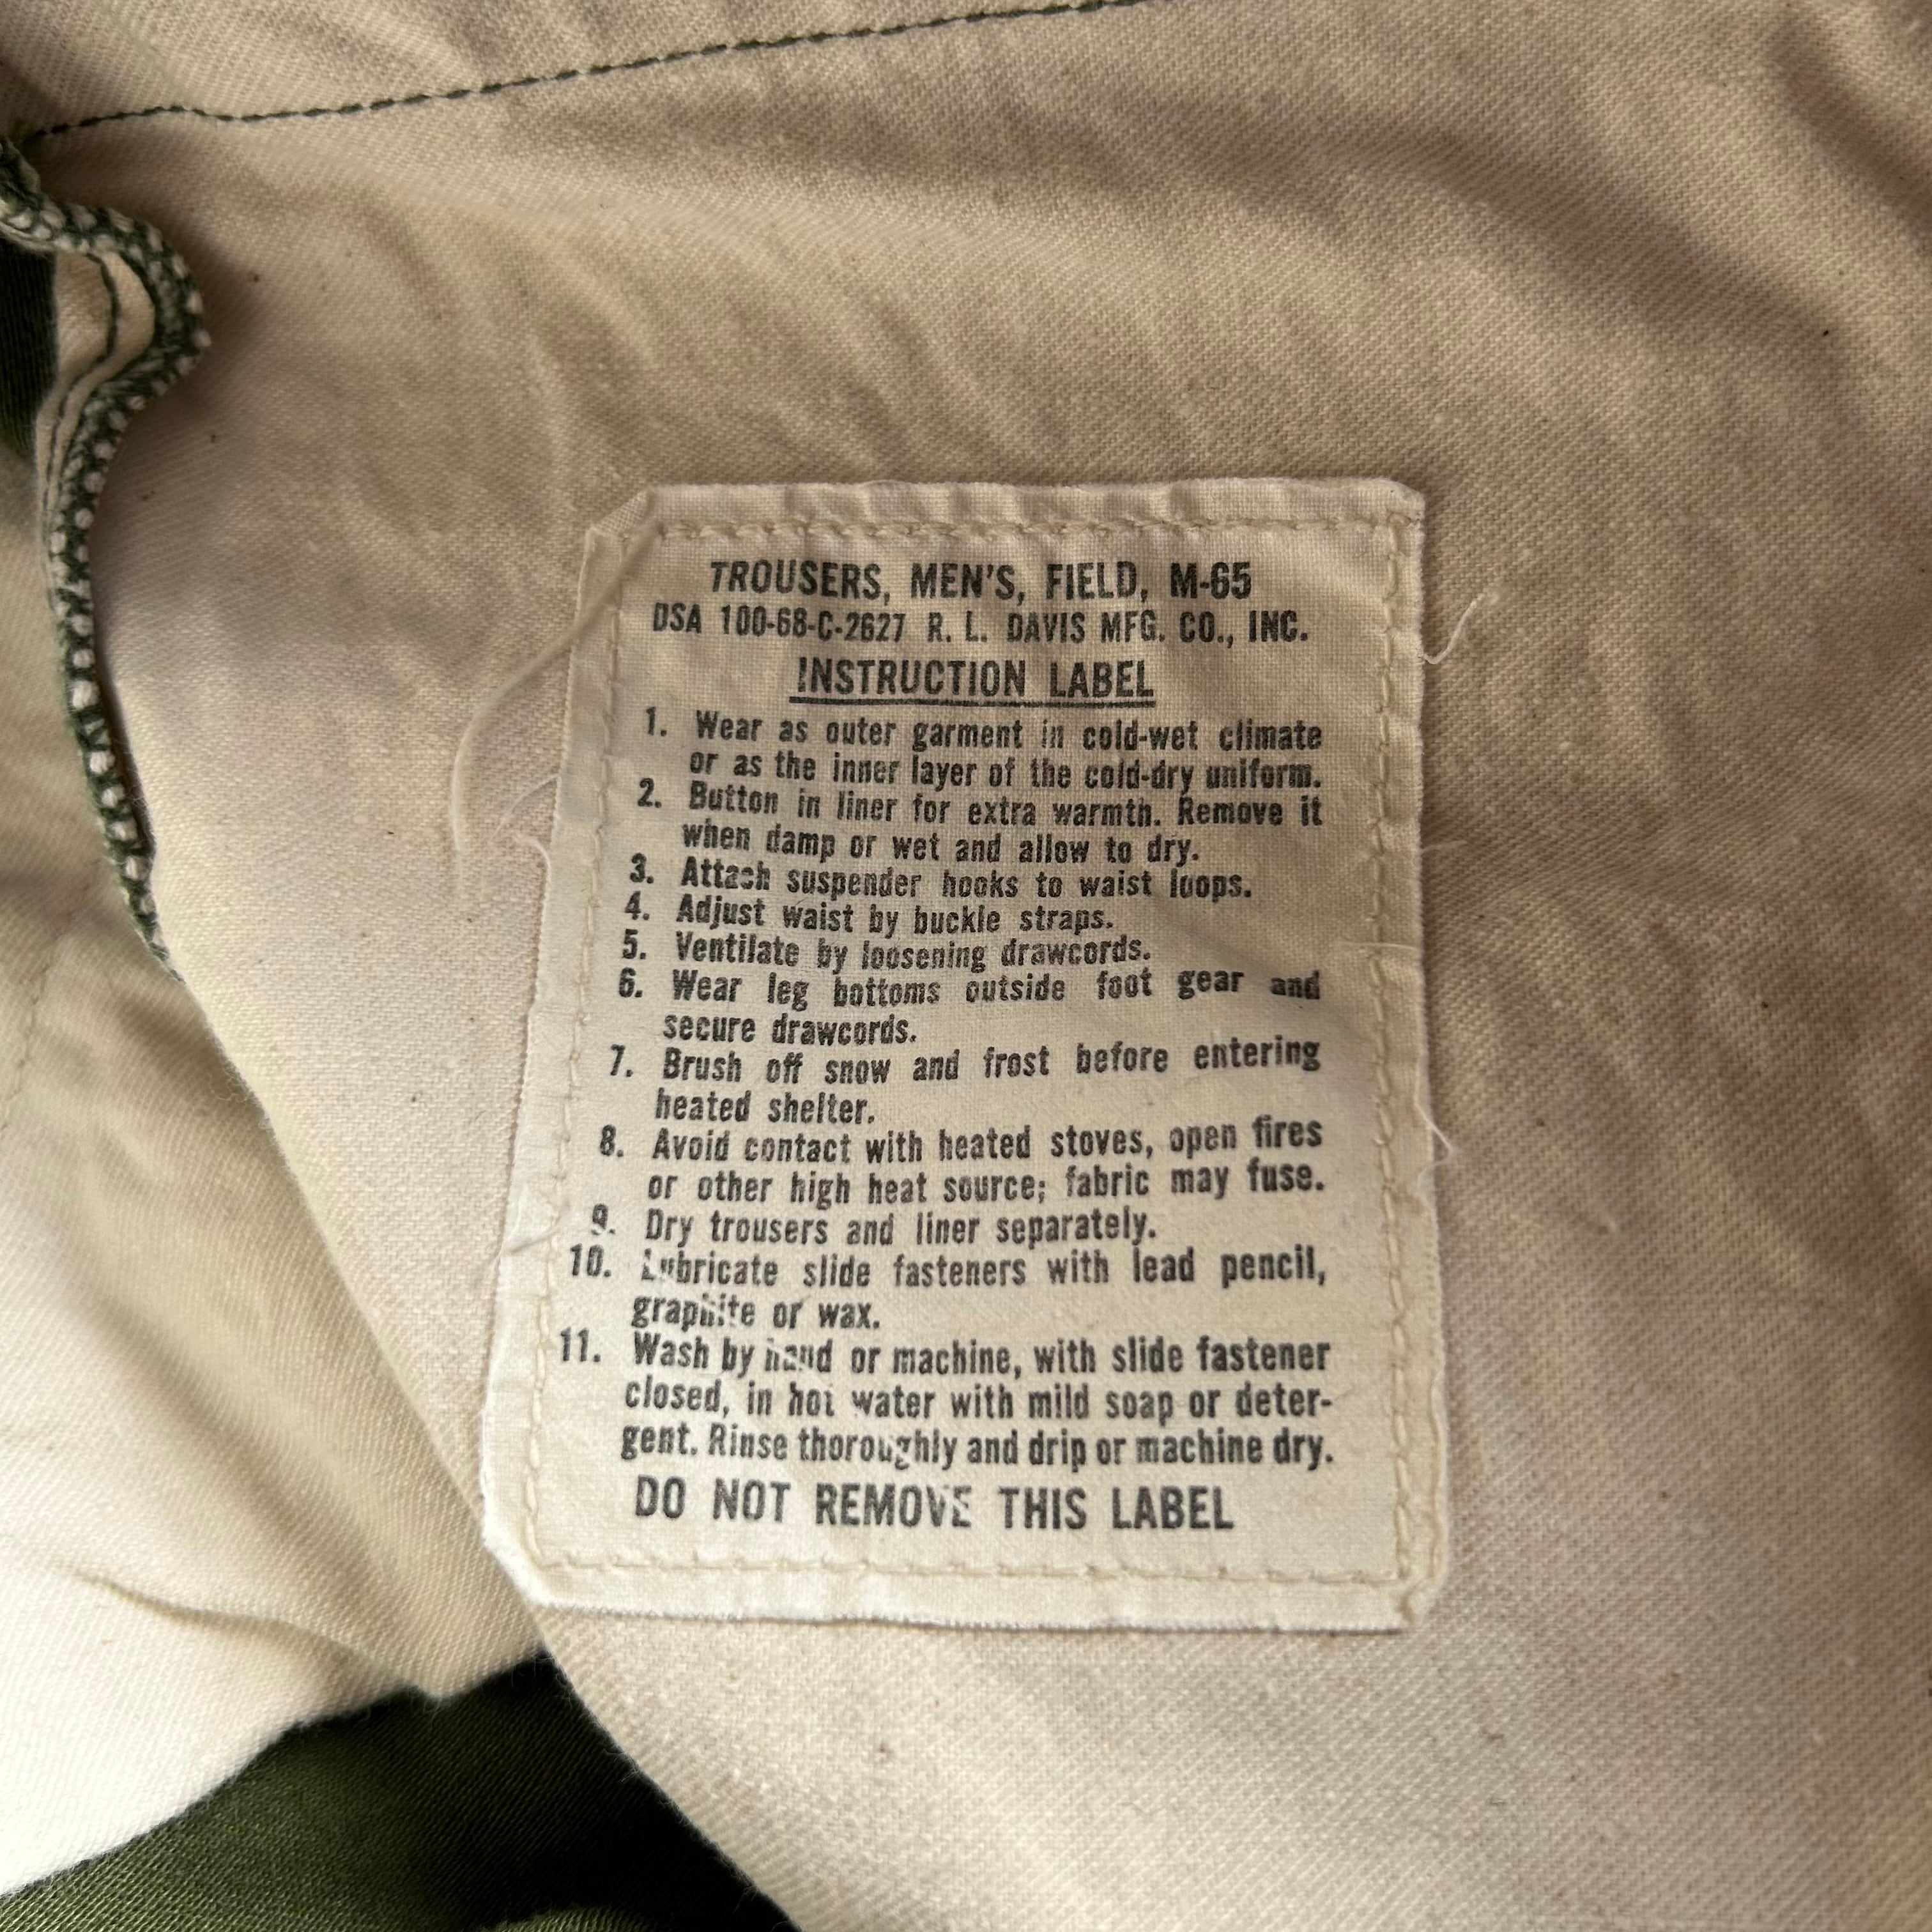 TROUSERS, MEN'S, FIELD, M-65
DSA 100-68-C-2627 R. L. DAVIS MFG. CO., INC.
INSTRUCTION LABEL
1. Wear as outer garment in cold-wet climate
or as the inner layer of the cold-dry uniform.
2. Button in liner for extra warmth. Remove it
when damp or wet and allow to dry.
3. Attach suspender hooks to waist loops.
4. Adjust waist by buckle straps.
5. Ventilate by loosening drawcords.
6. Wear leg bottoms outside foot gear and
secure drawcords.
7. Brush off snow and frost before entering
heated shelter.
8. Avoid contact with heated stoves, open fires
or other high heat source; fabric may fuse.
9. Dry trousers and liner separately.
10. Lubricate slide fasteners with lead pencil,
graphite or wax.
11. Wash by hand or machine, with slide fastener
closed, in hot water with mild soap or deter-
gent. Rinse thoroughly and drip or machine dry.
DO NOT REMOVE THIS LABEL